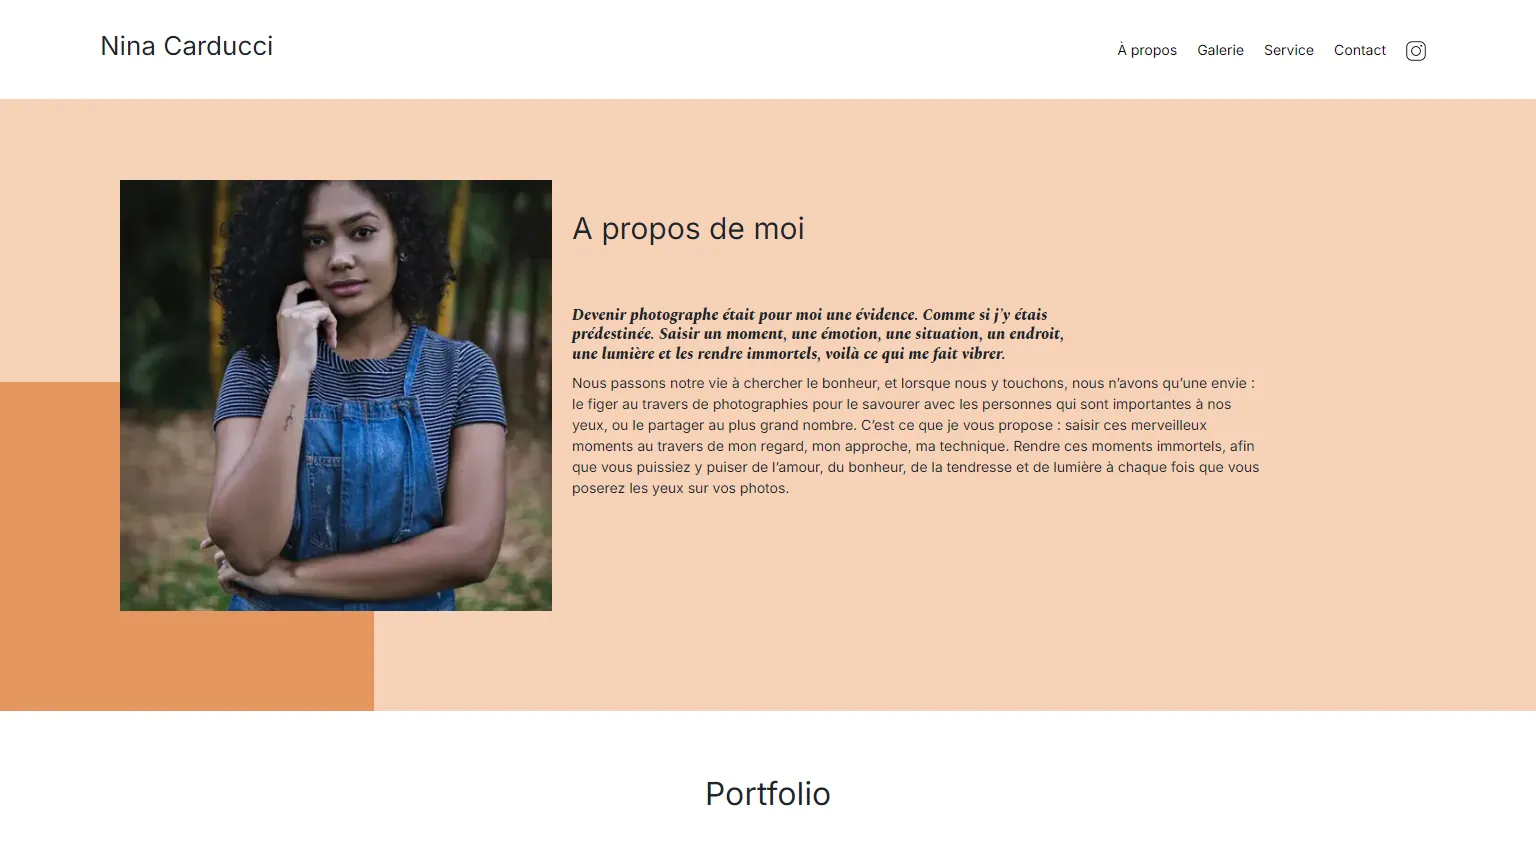 Nina Carducci
À propos Galerie Service Contact
A propos de moi
Devenir photographe était pour moi une évidence. Comme si j’y étais
prédestinée. Saisir un moment, une émotion, une situation, un endroit,
une lumière et les rendre immortels, voilà ce qui me fait vibrer.
Nous passons notre vie à chercher le bonheur, et lorsque nous y touchons, nous n’avons qu’une envie :
le figer au travers de photographies pour le savourer avec les personnes qui sont importantes à nos
yeux, ou le partager au plus grand nombre. C’est ce que je vous propose : saisir ces merveilleux
moments au travers de mon regard, mon approche, ma technique. Rendre ces moments immortels, afin
que vous puissiez y puiser de l’amour, du bonheur, de la tendresse et de lumière à chaque fois que vous
poserez les yeux sur vos photos.
Portfolio